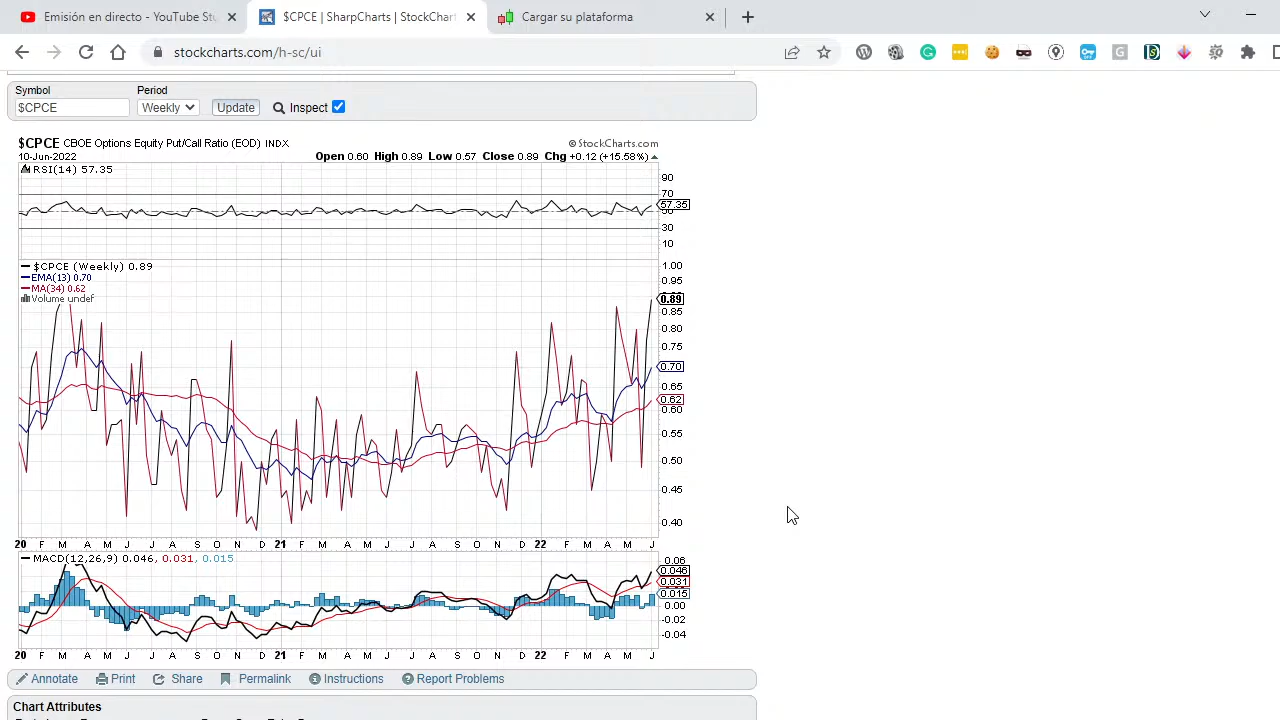 Emisión en directo - YouTube Stu
$CPCE | SharpCharts | StockChart
Cargar su plataforma
stockcharts.com/h-sc/ui
Symbol
Period
$CPCE
Weekly
Update
Inspect
$CPCE CBOE Options Equity Put/Call Ratio (EOD) INDX
© StockCharts.com
10-Jun-2022
Open 0.60 High 0.89 Low 0.57 Close 0.89 Chg +0.12 (+15.58%)
RSI(14) 57.35
90
70
57.35
50
30
10
$CPCE (Weekly) 0.89
EMA(13) 0.70
MA(34) 0.62
Volume undef
1.00
0.95
0.89
0.85
0.80
0.75
0.70
0.65
0.62
0.60
0.55
0.50
0.45
0.40
20 F M A M J J A S O N D 21 F M A M J J A S O N D 22 F M A M J
MACD(12,26,9) 0.046, 0.031, 0.015
0.06
0.046
0.031
0.015
0.00
-0.02
-0.04
20 F M A M J J A S O N D 21 F M A M J J A S O N D 22 F M A M J
Annotate
Print
Share
Permalink
Instructions
Report Problems
Chart Attributes